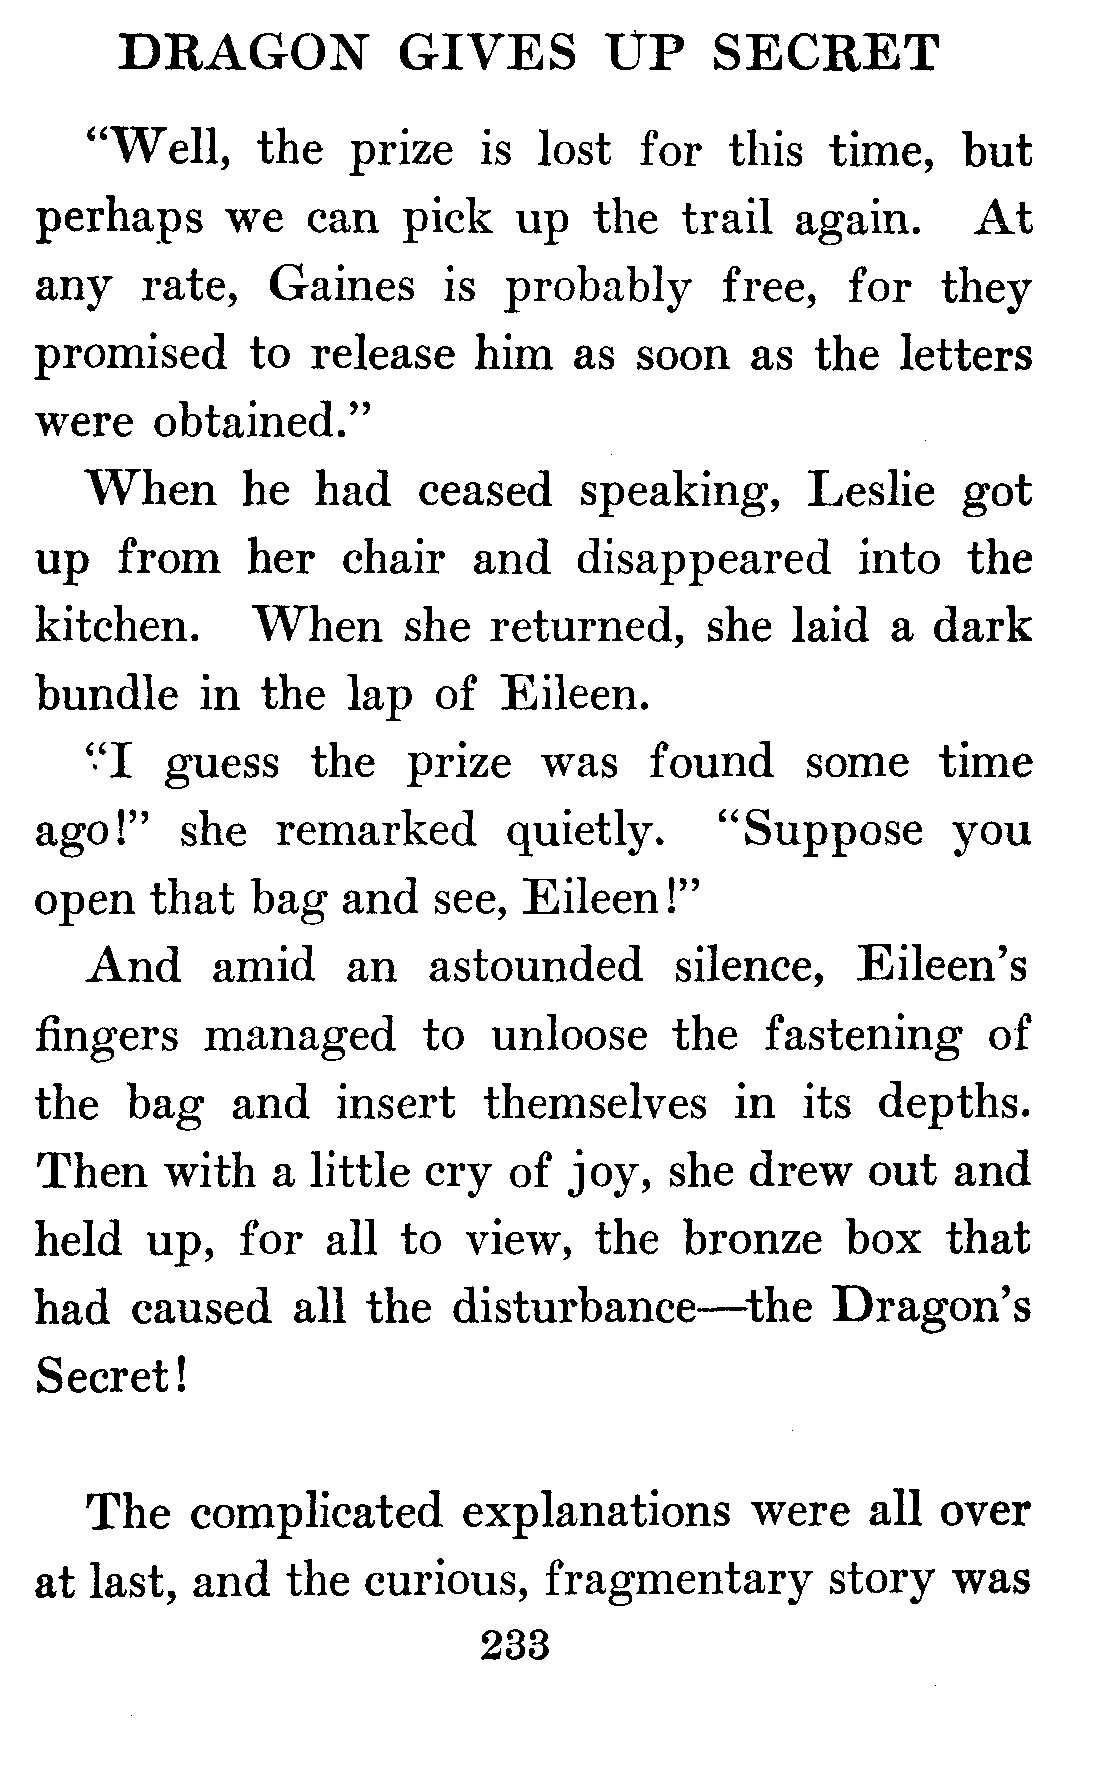 DRAGON GIVES UP SECRET
“Well, the prize is lost for this time, but
perhaps we can pick up the trail again. At
any rate, Gaines is probably free, for they
promised to release him as soon as the letters
were obtained.”
When he had ceased speaking, Leslie got
up from her chair and disappeared into the
kitchen. When she returned, she laid a dark
bundle in the lap of Eileen.
“I guess the prize was found some time
ago!” she remarked quietly. “Suppose you
open that bag and see, Eileen!”
And amid an astounded silence, Eileen’s
fingers managed to unloose the fastening of
the bag and insert themselves in its depths.
Then with a little cry of joy, she drew out and
held up, for all to view, the bronze box that
had caused all the disturbance—the Dragon’s
Secret!
The complicated explanations were all over
at last, and the curious, fragmentary story was
233